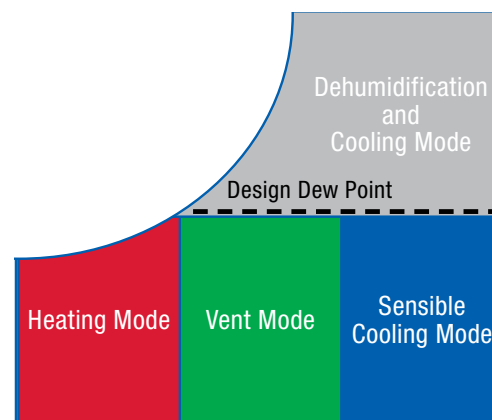 Dehumidification
and
Cooling Mode
Design Dew Point
Heating Mode
Vent Mode
Sensible
Cooling Mode